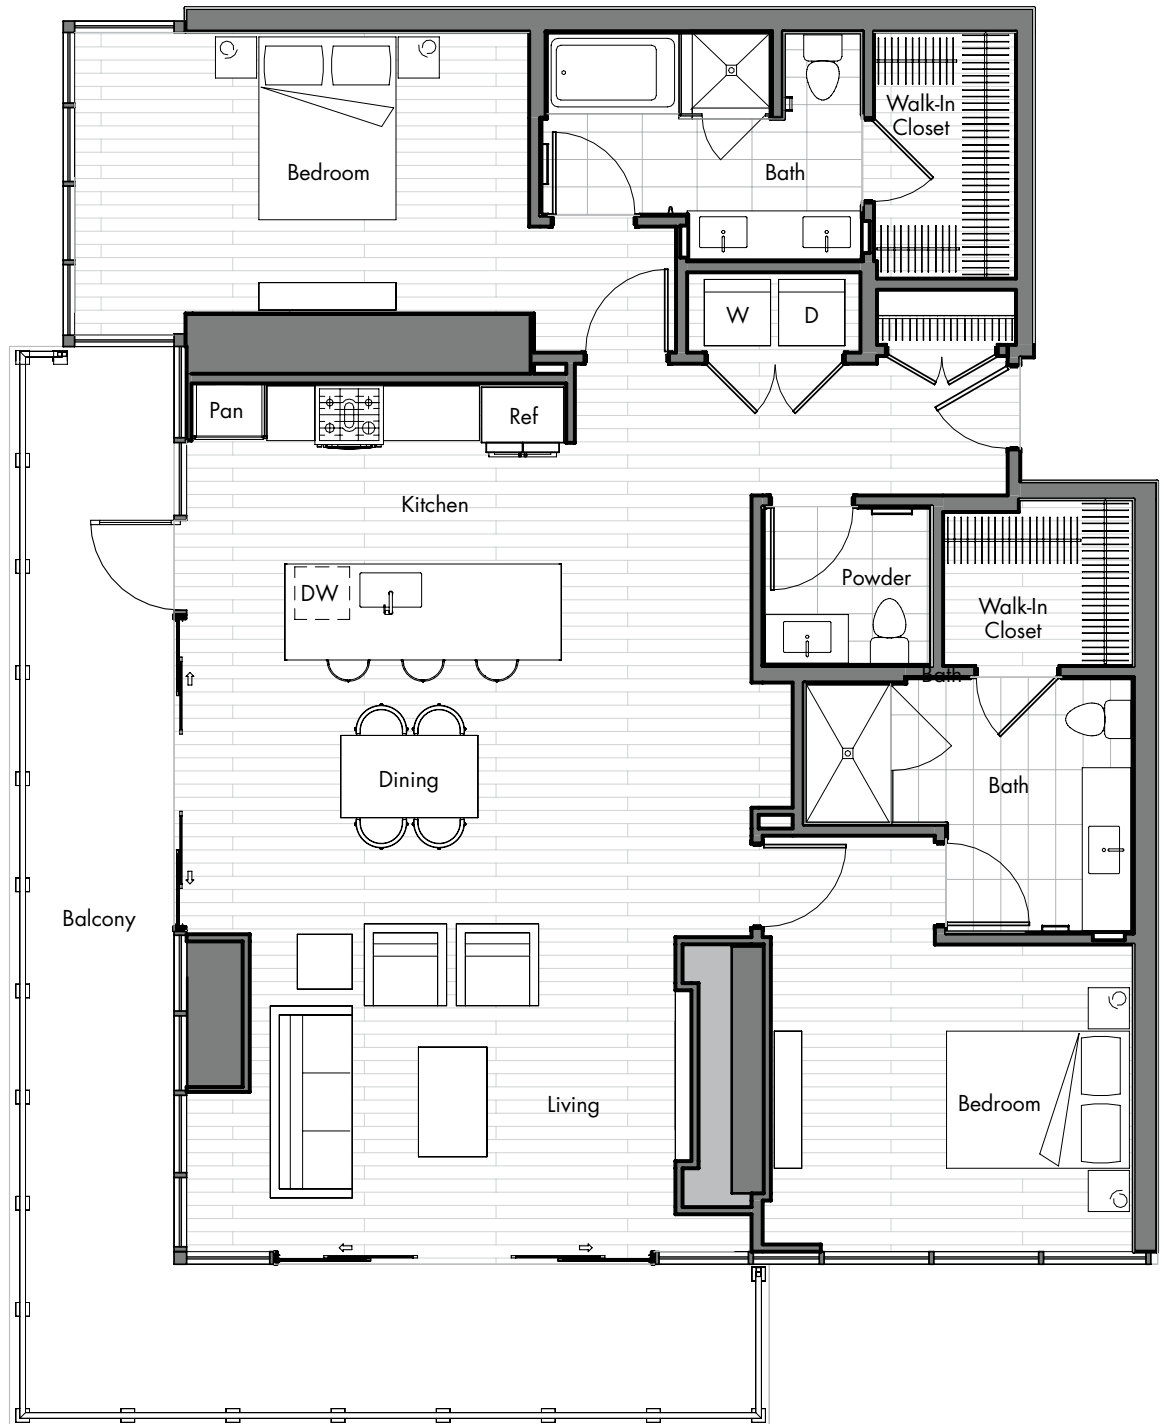 Walk-In
Closet
Bedroom
Bath
W
D
Pan
Ref
Kitchen
DW
Powder
Walk-In
Closet
Bath
Dining
Bath
Balcony
Living
Bedroom